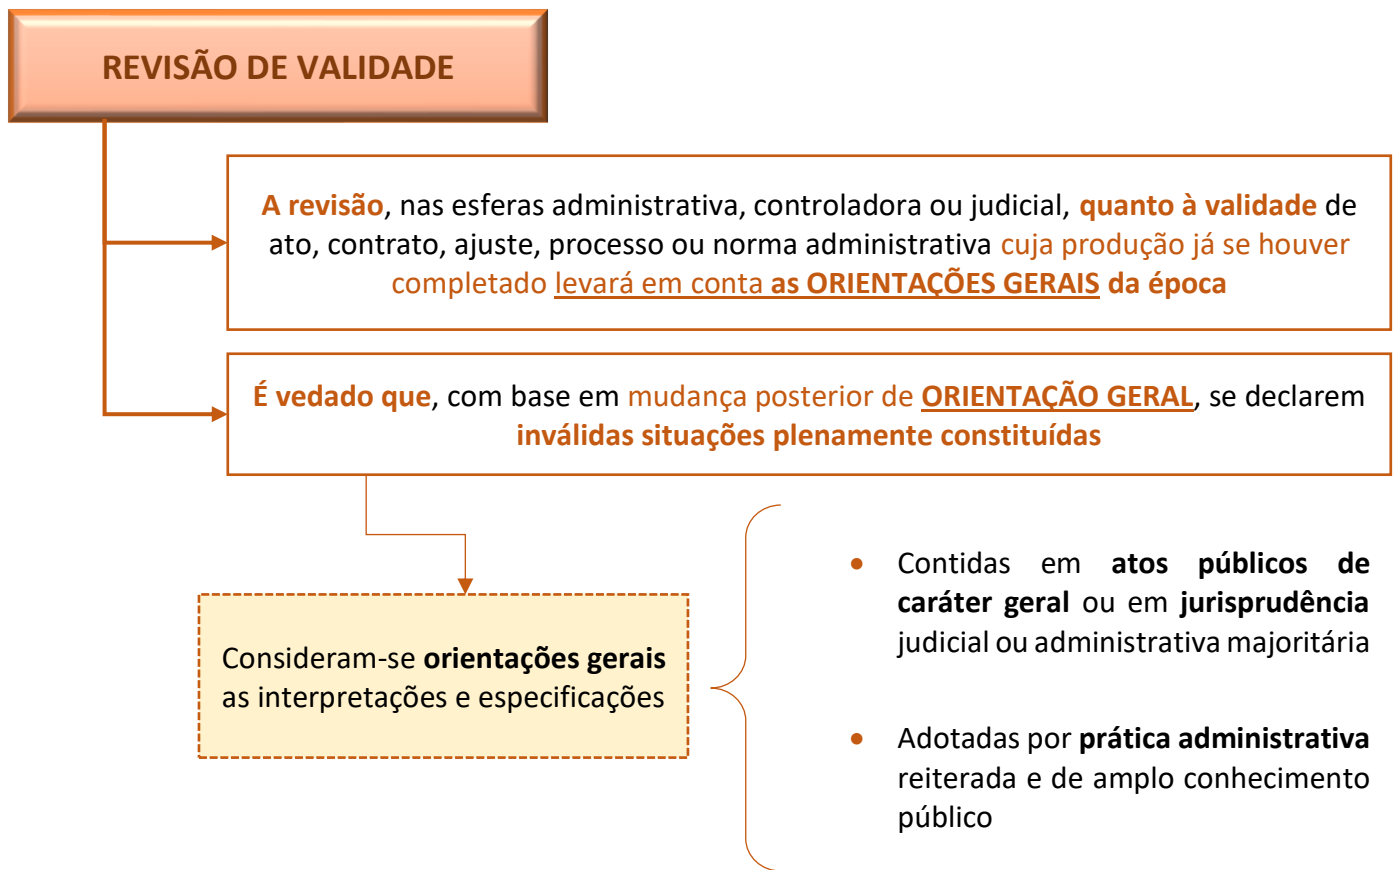 REVISÃO DE VALIDADE
A revisão, nas esferas administrativa, controladora ou judicial, quanto à validade de
ato, contrato, ajuste, processo ou norma administrativa cuja produção já se houver
completado levará em conta as ORIENTAÇÕES GERAIS da época
É vedado que, com base em mudança posterior de ORIENTAÇÃO GERAL, se declarem
inválidas situações plenamente constituídas
Consideram-se orientações gerais
as interpretações e especificações
• Contidas em atos públicos de
caráter geral ou em jurisprudência
judicial ou administrativa majoritária
• Adotadas por prática administrativa
reiterada e de amplo conhecimento
público